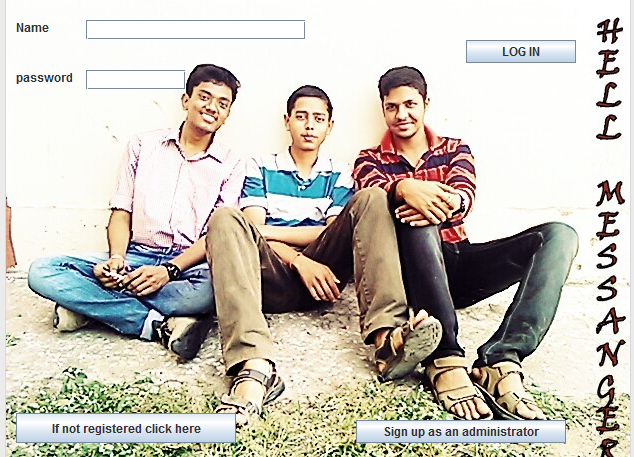 Name
LOG IN
password
If not registered click here
Sign up as an administrator
HELL MESSANGER